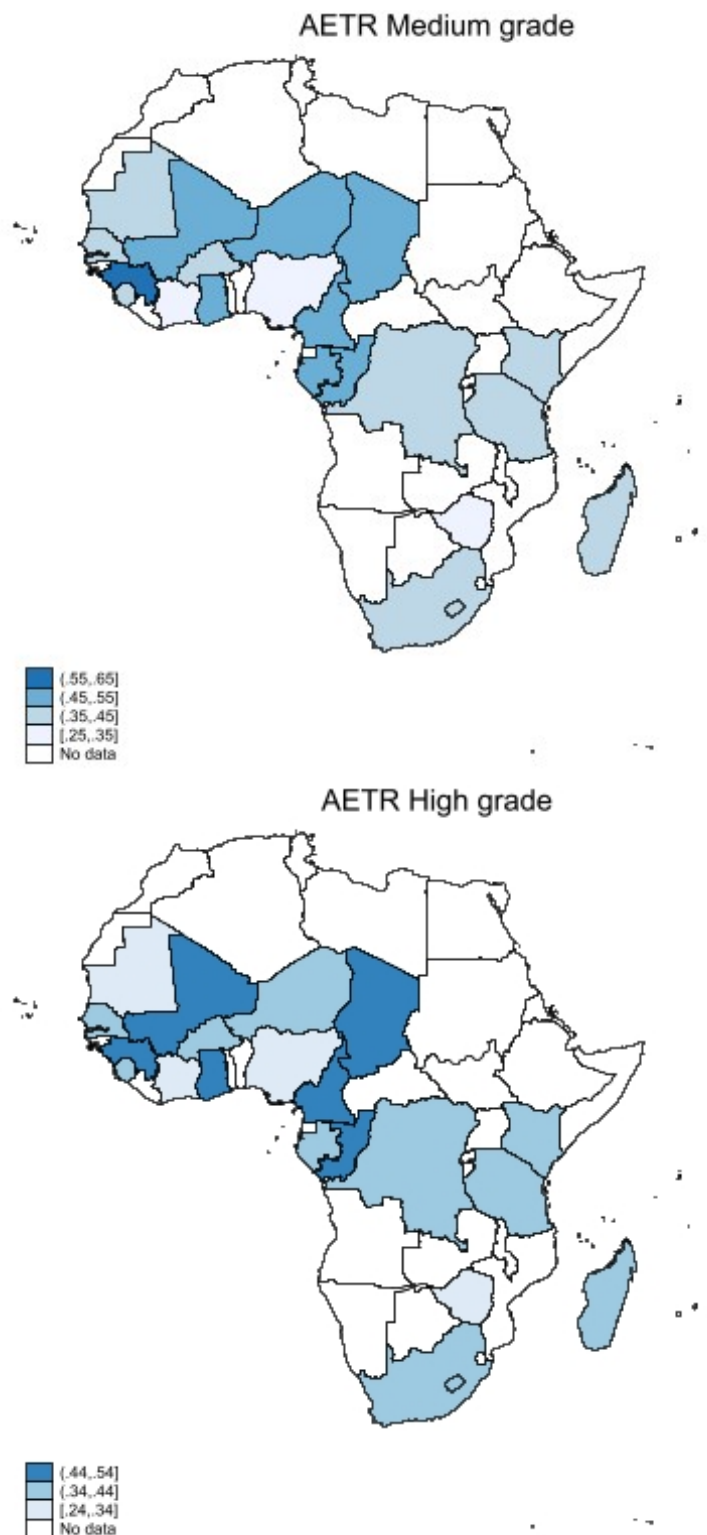 AETR Medium grade
(.55,.65]
(.45,.55]
(.35,.45]
[.25,.35]
No data
AETR High grade
(.44,.54]
(.34,.44]
[.24,.34]
No data